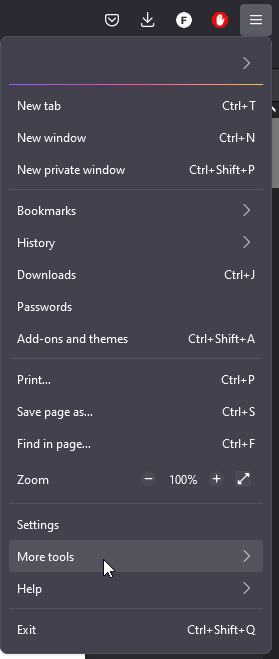 F
New tab Ctrl+T
New window Ctrl+N
New private window Ctrl+Shift+P
Bookmarks
History
Downloads Ctrl+J
Passwords
Add-ons and themes Ctrl+Shift+A
Print... Ctrl+P
Save page as... Ctrl+S
Find in page... Ctrl+F
Zoom − 100% +
Settings
More tools
Help
Exit Ctrl+Shift+Q